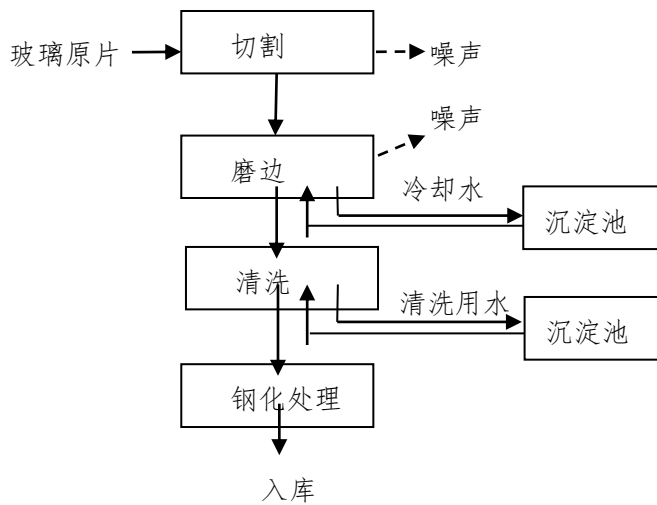 玻璃原片
切割
噪声
噪声
磨边
冷却水
沉淀池
清洗
清洗用水
沉淀池
钢化处理
入库